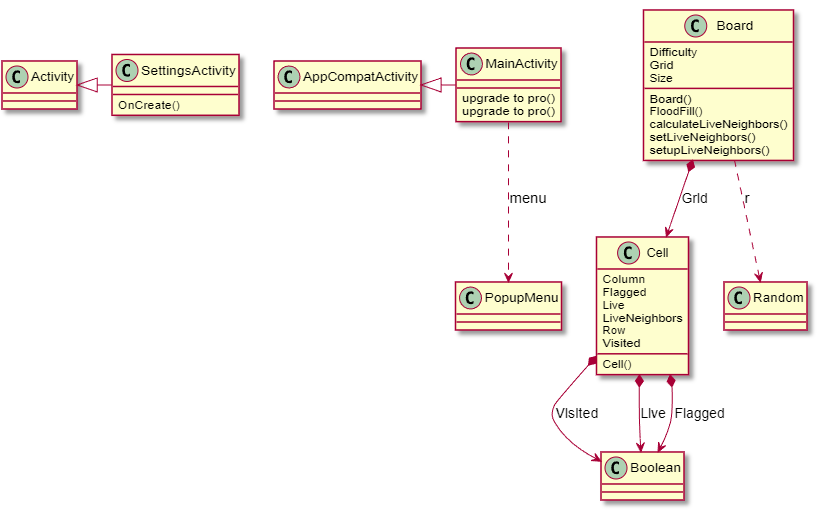 C Board
Difficulty
Grid
Size
Board()
FloodFill()
calculateLiveNeighbors()
setLiveNeighbors()
setupLiveNeighbors()
C Activity
C SettingsActivity
OnCreate()
C AppCompatActivity
C MainActivity
upgrade to pro()
upgrade to pro()
menu
Grid
r
C Cell
Column
Flagged
Live
LiveNeighbors
Row
Visited
Cell()
C PopupMenu
C Random
Visited
Live
Flagged
C Boolean